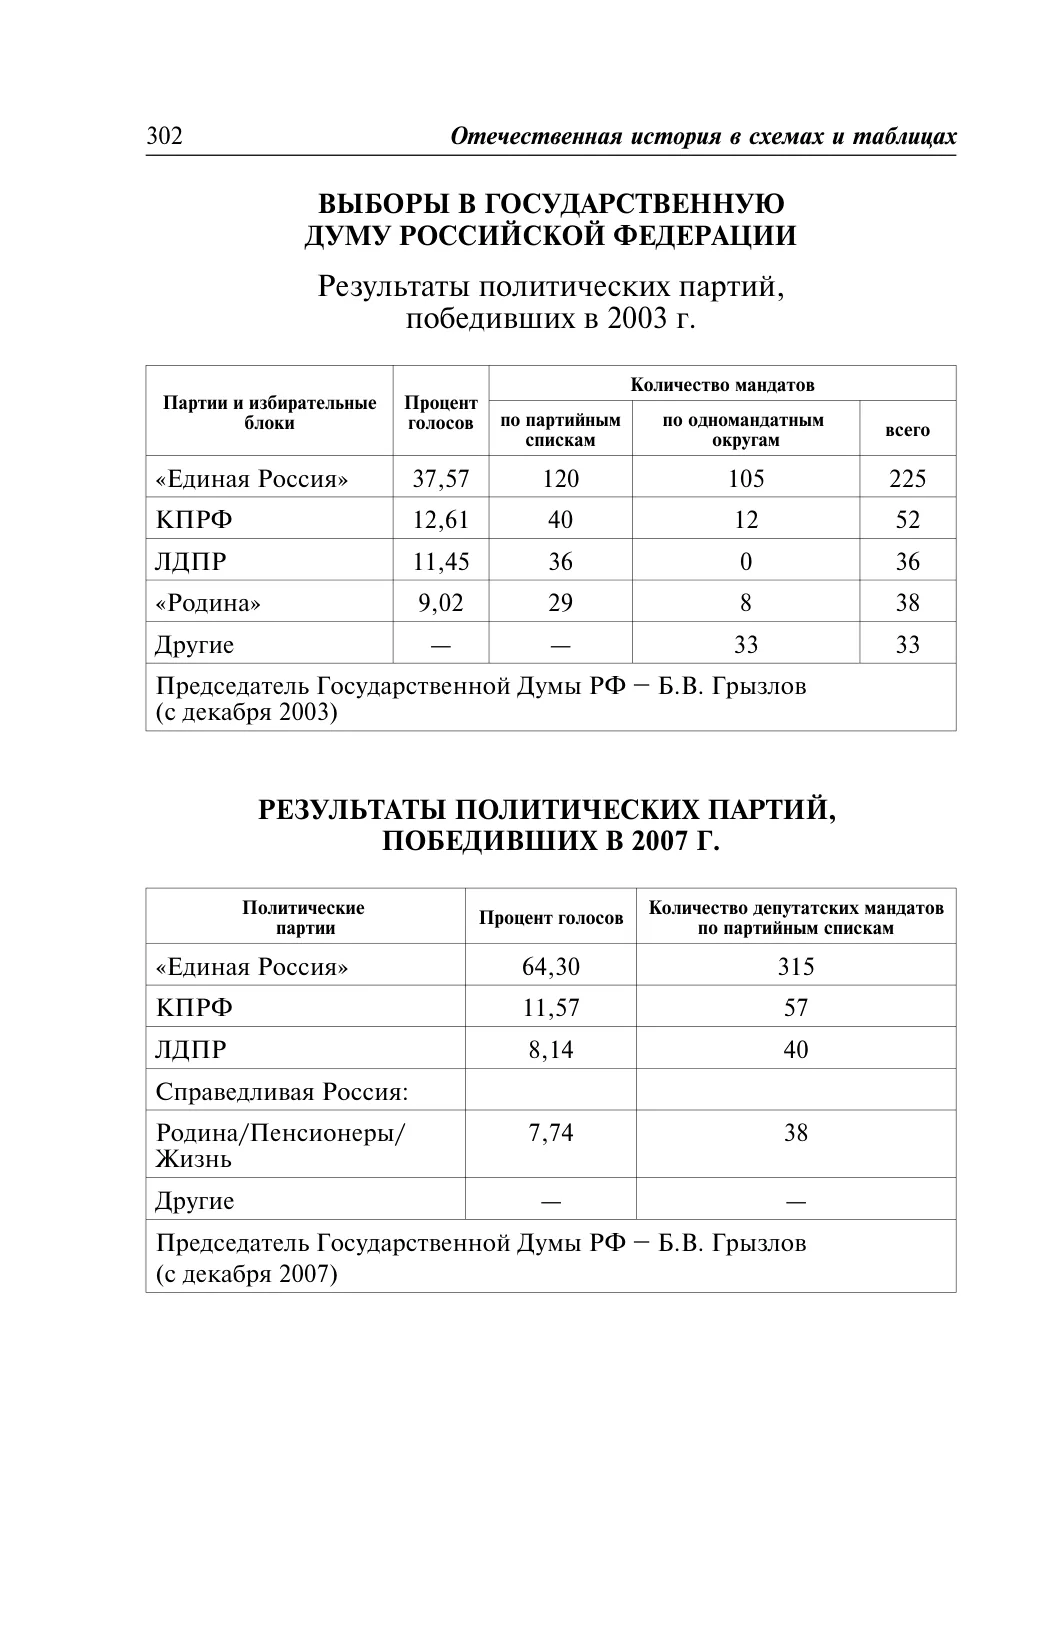 302
Отечественная история в схемах и таблицах
ВЫБОРЫ В ГОСУДАРСТВЕННУЮ
ДУМУ РОССИЙСКОЙ ФЕДЕРАЦИИ
Результаты политических партий,
победивших в 2003 г.
Партии и избирательные
блоки
Процент
голосов
Количество мандатов
по партийным
спискам
по одномандатным
округам
всего
«Единая Россия» 37,57 120 105 225
КПРФ 12,61 40 12 52
ЛДПР 11,45 36 0 36
«Родина» 9,02 29 8 38
Другие — — 33 33
Председатель Государственной Думы РФ — Б.В. Грызлов
(с декабря 2003)
РЕЗУЛЬТАТЫ ПОЛИТИЧЕСКИХ ПАРТИЙ,
ПОБЕДИВШИХ В 2007 Г.
Политические
партии
Процент голосов
Количество депутатских мандатов
по партийным спискам
«Единая Россия» 64,30 315
КПРФ 11,57 57
ЛДПР 8,14 40
Справедливая Россия:
Родина/Пенсионеры/ 7,74 38
Жизнь
Другие — —
Председатель Государственной Думы РФ — Б.В. Грызлов
(с декабря 2007)